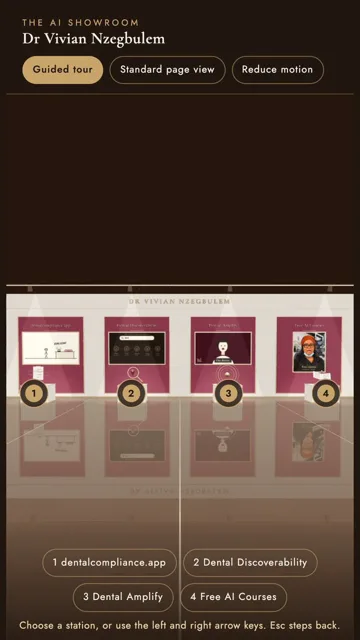 THE AI SHOWROOM
Dr Vivian Nzegbulem
Guided tour
Standard page view
Reduce motion
DR VIVIAN NZEGBULEM
1
2
3
4
1 dentalcompliance.app
2 Dental Discoverability
3 Dental Amplify
4 Free AI Courses
Choose a station, or use the left and right arrow keys. Esc steps back.